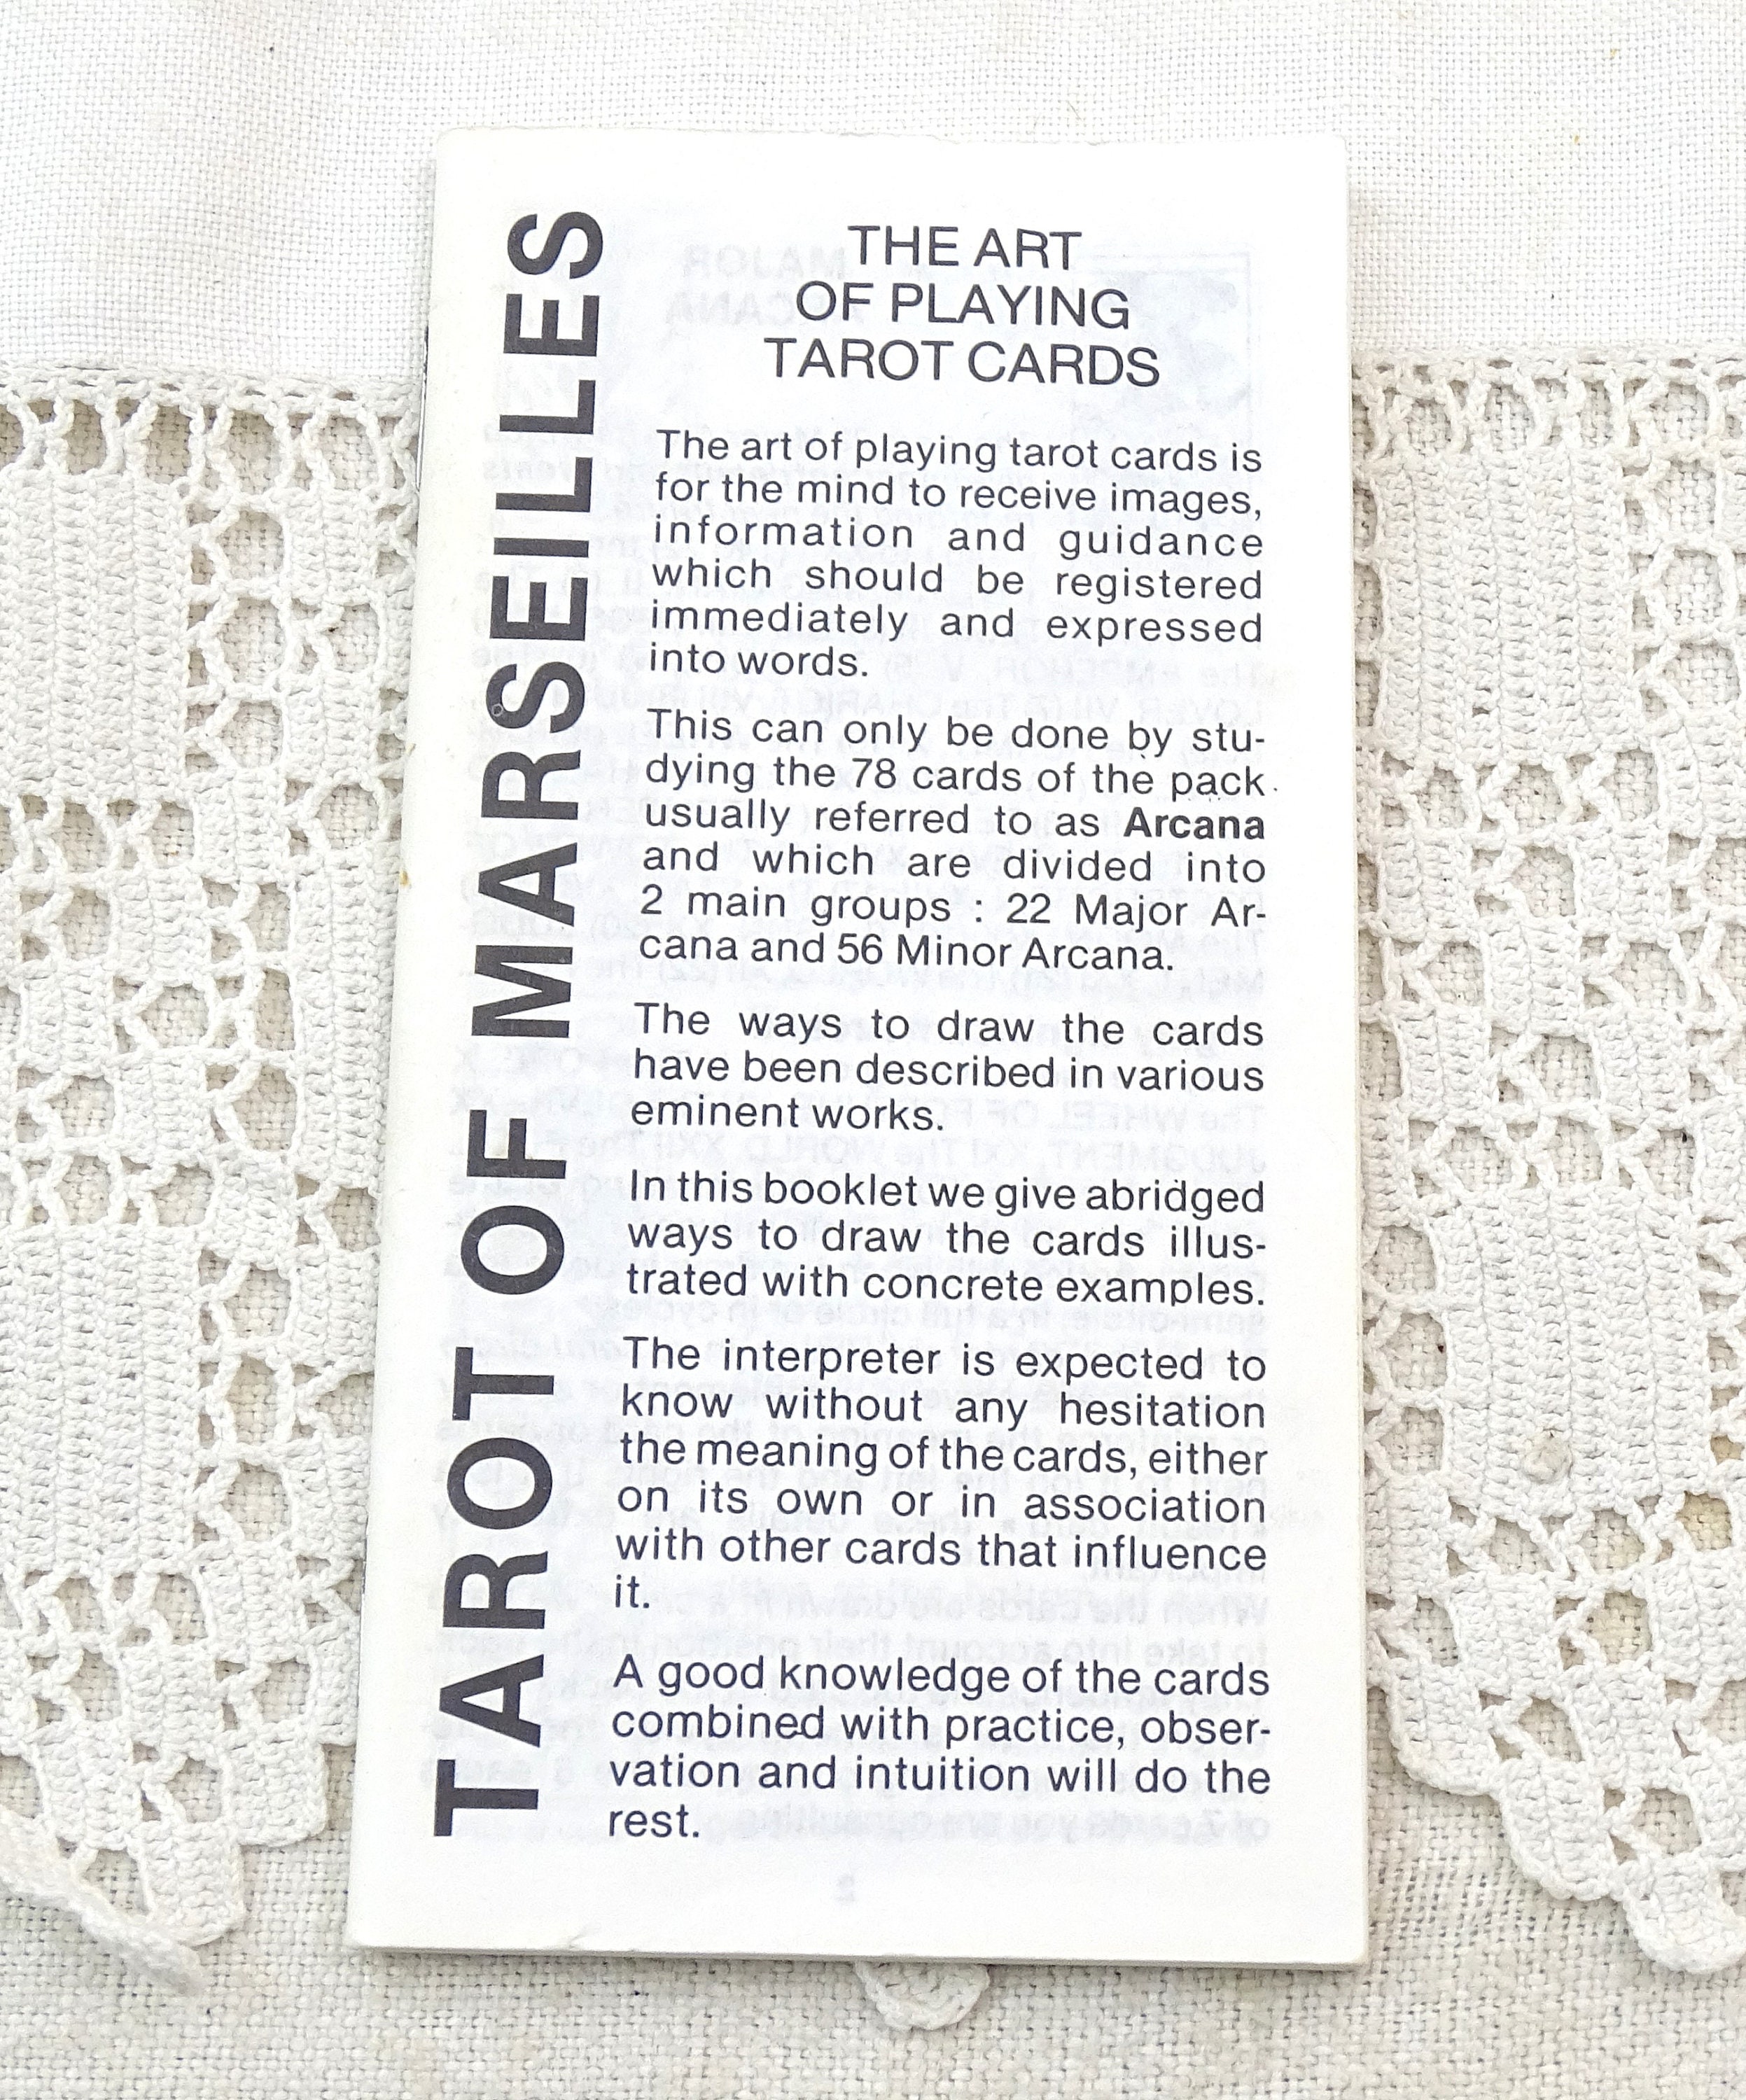 TAROT OF MARSEILLES
THE ART
OF PLAYING
TAROT CARDS
The art of playing tarot cards is
for the mind to receive images,
information and guidance
which should be registered
immediately and expressed
into words.
This can only be done by stu-
dying the 78 cards of the pack
usually referred to as Arcana
and which are divided into
2 main groups : 22 Major Ar-
cana and 56 Minor Arcana.
The ways to draw the cards
have been described in various
eminent works.
In this booklet we give abridged
ways to draw the cards illus-
trated with concrete examples.
The interpreter is expected to
know without any hesitation
the meaning of the cards, either
on its own or in association
with other cards that influence
it.
A good knowledge of the cards
combined with practice, obser-
vation and intuition will do the
rest.